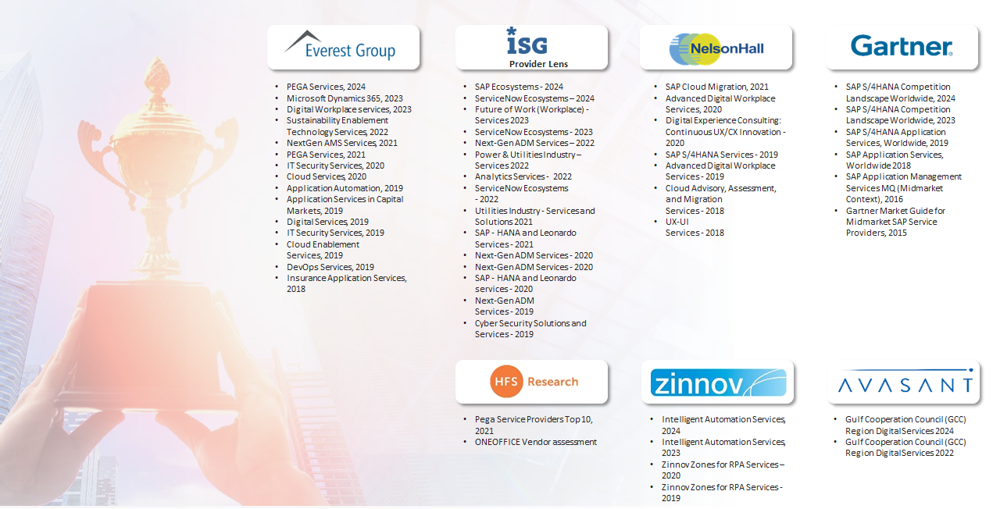 Everest Group
• PEGA Services, 2024
• Microsoft Dynamics 365, 2023
• Digital Workplace services, 2023
• Sustainability Enablement
Technology Services, 2022
• NextGen AMS Services, 2021
• PEGA Services, 2021
• IT Security Services, 2020
• Cloud Services, 2020
• Application Automation, 2019
• Application Services in Capital
Markets, 2019
• Digital Services, 2019
• IT Security Services, 2019
• Cloud Enablement
Services, 2019
• DevOps Services, 2019
• Insurance Application Services,
2018
ISG
Provider Lens
• SAP Ecosystems - 2024
• ServiceNow Ecosystems – 2024
• Future of Work (Workplace) -
Services 2023
• ServiceNow Ecosystems - 2023
• Next-Gen ADM Services – 2022
• Power & Utilities Industry –
Services 2022
• Analytics Services - 2022
• ServiceNow Ecosystems
- 2022
• Utilities Industry - Services and
Solutions 2021
• SAP - HANA and Leonardo
Services - 2021
• Next-Gen ADM Services - 2020
• Next-Gen ADM Services - 2020
• SAP - HANA and Leonardo
services - 2020
• Next-Gen ADM
Services - 2019
• Cyber Security Solutions and
Services - 2019
NelsonHall
• SAP Cloud Migration, 2021
• Advanced Digital Workplace
Services, 2020
• Digital Experience Consulting:
Continuous UX/CX Innovation -
2020
• SAP S/4HANA Services - 2019
• Advanced Digital Workplace
Services - 2019
• Cloud Advisory, Assessment,
and Migration
Services - 2018
• UX-UI
Services - 2018
Gartner®
• SAP S/4HANA Competition
Landscape Worldwide, 2024
• SAP S/4HANA Competition
Landscape Worldwide, 2023
• SAP S/4HANA Application
Services, Worldwide, 2019
• SAP Application Services,
Worldwide 2018
• SAP Application Management
Services MQ (Midmarket
Context), 2016
• Gartner Market Guide for
Midmarket SAP Service
Providers, 2015
HFS Research
• Pega Service Providers Top 10,
2021
• ONEOFFICE Vendor assessment
zinnov
• Intelligent Automation Services,
2024
• Intelligent Automation Services,
2023
• Zinnov Zones for RPA Services –
2020
• Zinnov Zones for RPA Services -
2019
AVASANT
• Gulf Cooperation Council (GCC)
Region Digital Services 2024
• Gulf Cooperation Council (GCC)
Region Digital Services 2022